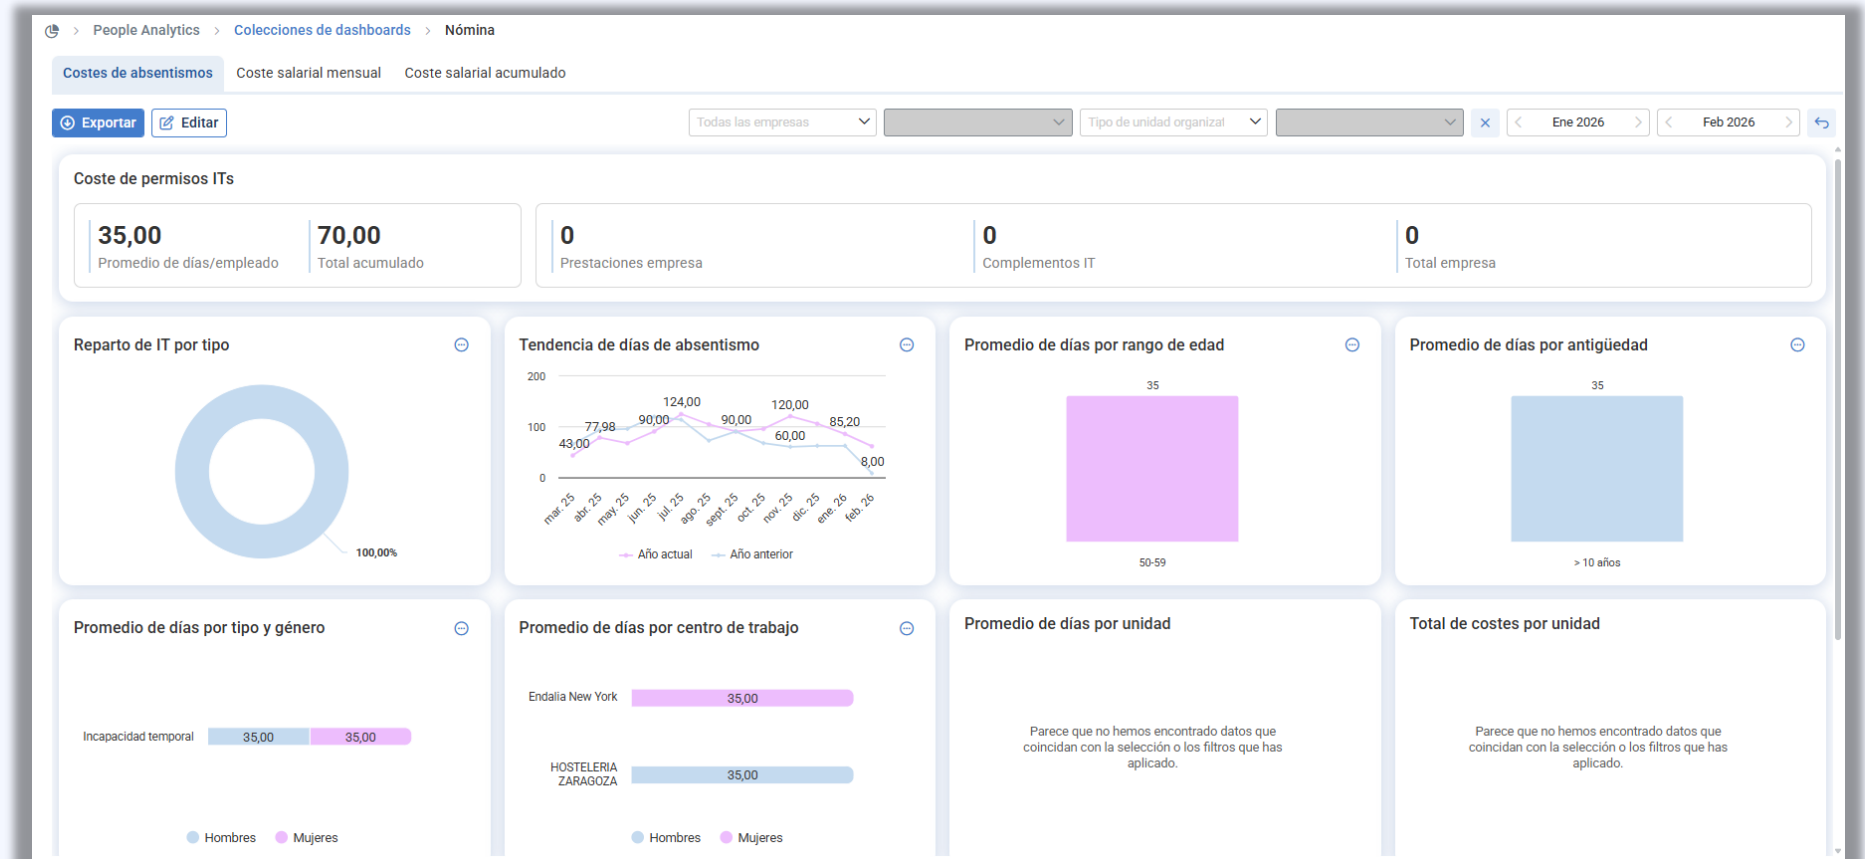 People Analytics > Colecciones de dashboards > Nómina
Costes de absentismos Coste salarial mensual Coste salarial acumulado
Exportar Editar Todas las empresas Tipo de unidad organizat Ene 2026 Feb 2026
Coste de permisos ITs
35,00 70,00 0 0 0
Promedio de días/empleado Total acumulado Prestaciones empresa Complementos IT Total empresa
Reparto de IT por tipo
100,00%
Tendencia de días de absentismo
200
100
0
43,00 77,98 90,00 124,00 90,00 120,00 60,00 85,20 8,00
mar. 25 abr. 25 may. 25 jun. 25 jul. 25 ago. 25 sept. 25 oct. 25 nov. 25 dic. 25 ene. 26 feb. 26
Año actual Año anterior
Promedio de días por rango de edad
35
50-59
Promedio de días por antigüedad
35
> 10 años
Promedio de días por tipo y género
Incapacidad temporal 35,00 35,00
Hombres Mujeres
Promedio de días por centro de trabajo
Endalia New York 35,00
HOSTELERIA
ZARAGOZA 35,00
Hombres Mujeres
Promedio de días por unidad
Parece que no hemos encontrado datos que
coincidan con la selección o los filtros que has
aplicado.
Total de costes por unidad
Parece que no hemos encontrado datos que
coincidan con la selección o los filtros que has
aplicado.